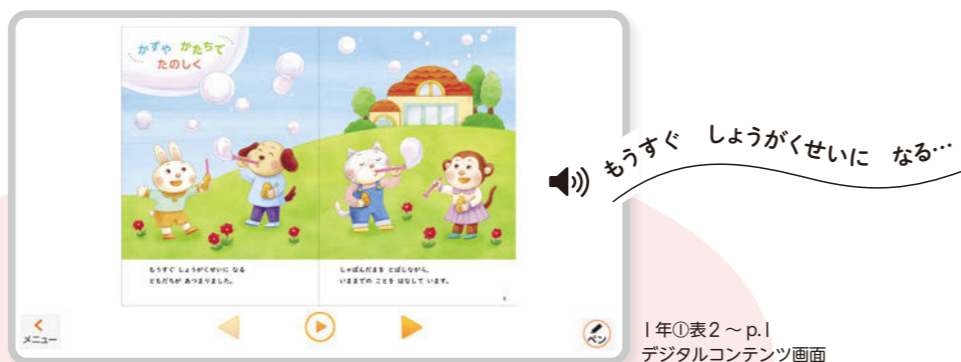 かずや かたちで
たのしく
もうすぐ しょうがくせいに なる
ともだちが あつまりました。
しゃぼんだまを とばしながら、
いままでの ことを はなして います。
メニュー
ペン
もうすぐ しょうがくせいに なる…
1年①表2～p.1
デジタルコンテンツ画面